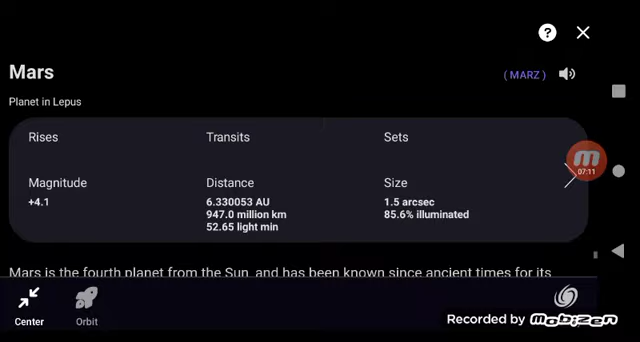 ?
Mars
( MARZ )
Planet in Lepus
Rises Transits Sets
Magnitude Distance Size
+4.1 6.330053 AU 1.5 arcsec
947.0 million km 85.6% illuminated
52.65 light min
07:11
Mars is the fourth planet from the Sun, and has been known since ancient times for its
Center Orbit
Recorded by mobizen